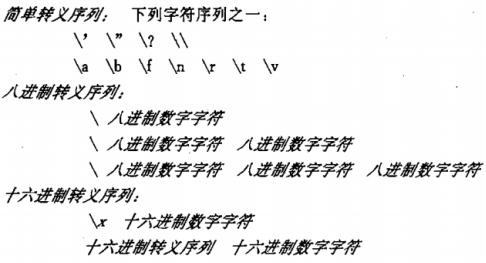 简单转义序列： 下列字符序列之一：
\’ \” \? \\
\a \b \f \n \r \t \v
八进制转义序列：
\ 八进制数字字符
\ 八进制数字字符 八进制数字字符
\ 八进制数字字符 八进制数字字符 八进制数字字符
十六进制转义序列：
\x 十六进制数字字符
十六进制转义序列 十六进制数字字符